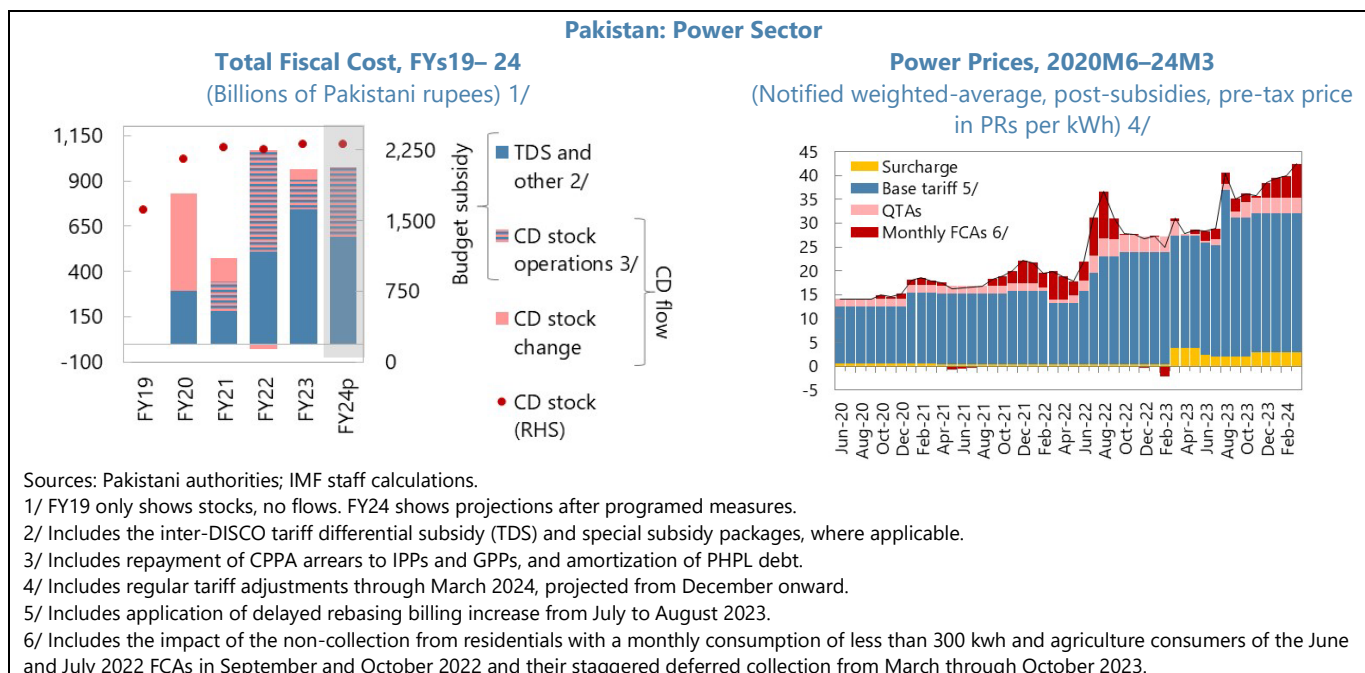 Pakistan: Power Sector
Total Fiscal Cost, FYs19– 24
(Billions of Pakistani rupees) 1/
1,150
900
650
400
150
-100
2,250
1,500
750
0
FY19
FY20
FY21
FY22
FY23
FY24p
Budget subsidy
TDS and
other 2/
CD stock
operations 3/
CD stock
change
CD flow
CD stock
(RHS)
Power Prices, 2020M6–24M3
(Notified weighted-average, post-subsidies, pre-tax price
in PRs per kWh) 4/
45
40
35
30
25
20
15
10
5
0
-5
Surcharge
Base tariff 5/
QTAs
Monthly FCAs 6/
Jun-20
Aug-20
Oct-20
Dec-20
Feb-21
Apr-21
Jun-21
Aug-21
Oct-21
Dec-21
Feb-22
Apr-22
Jun-22
Aug-22
Oct-22
Dec-22
Feb-23
Apr-23
Jun-23
Aug-23
Oct-23
Dec-23
Feb-24
Sources: Pakistani authorities; IMF staff calculations.
1/ FY19 only shows stocks, no flows. FY24 shows projections after programed measures.
2/ Includes the inter-DISCO tariff differential subsidy (TDS) and special subsidy packages, where applicable.
3/ Includes repayment of CPPA arrears to IPPs and GPPs, and amortization of PHPL debt.
4/ Includes regular tariff adjustments through March 2024, projected from December onward.
5/ Includes application of delayed rebasing billing increase from July to August 2023.
6/ Includes the impact of the non-collection from residentials with a monthly consumption of less than 300 kwh and agriculture consumers of the June
and July 2022 FCAs in September and October 2022 and their staggered deferred collection from March through October 2023.